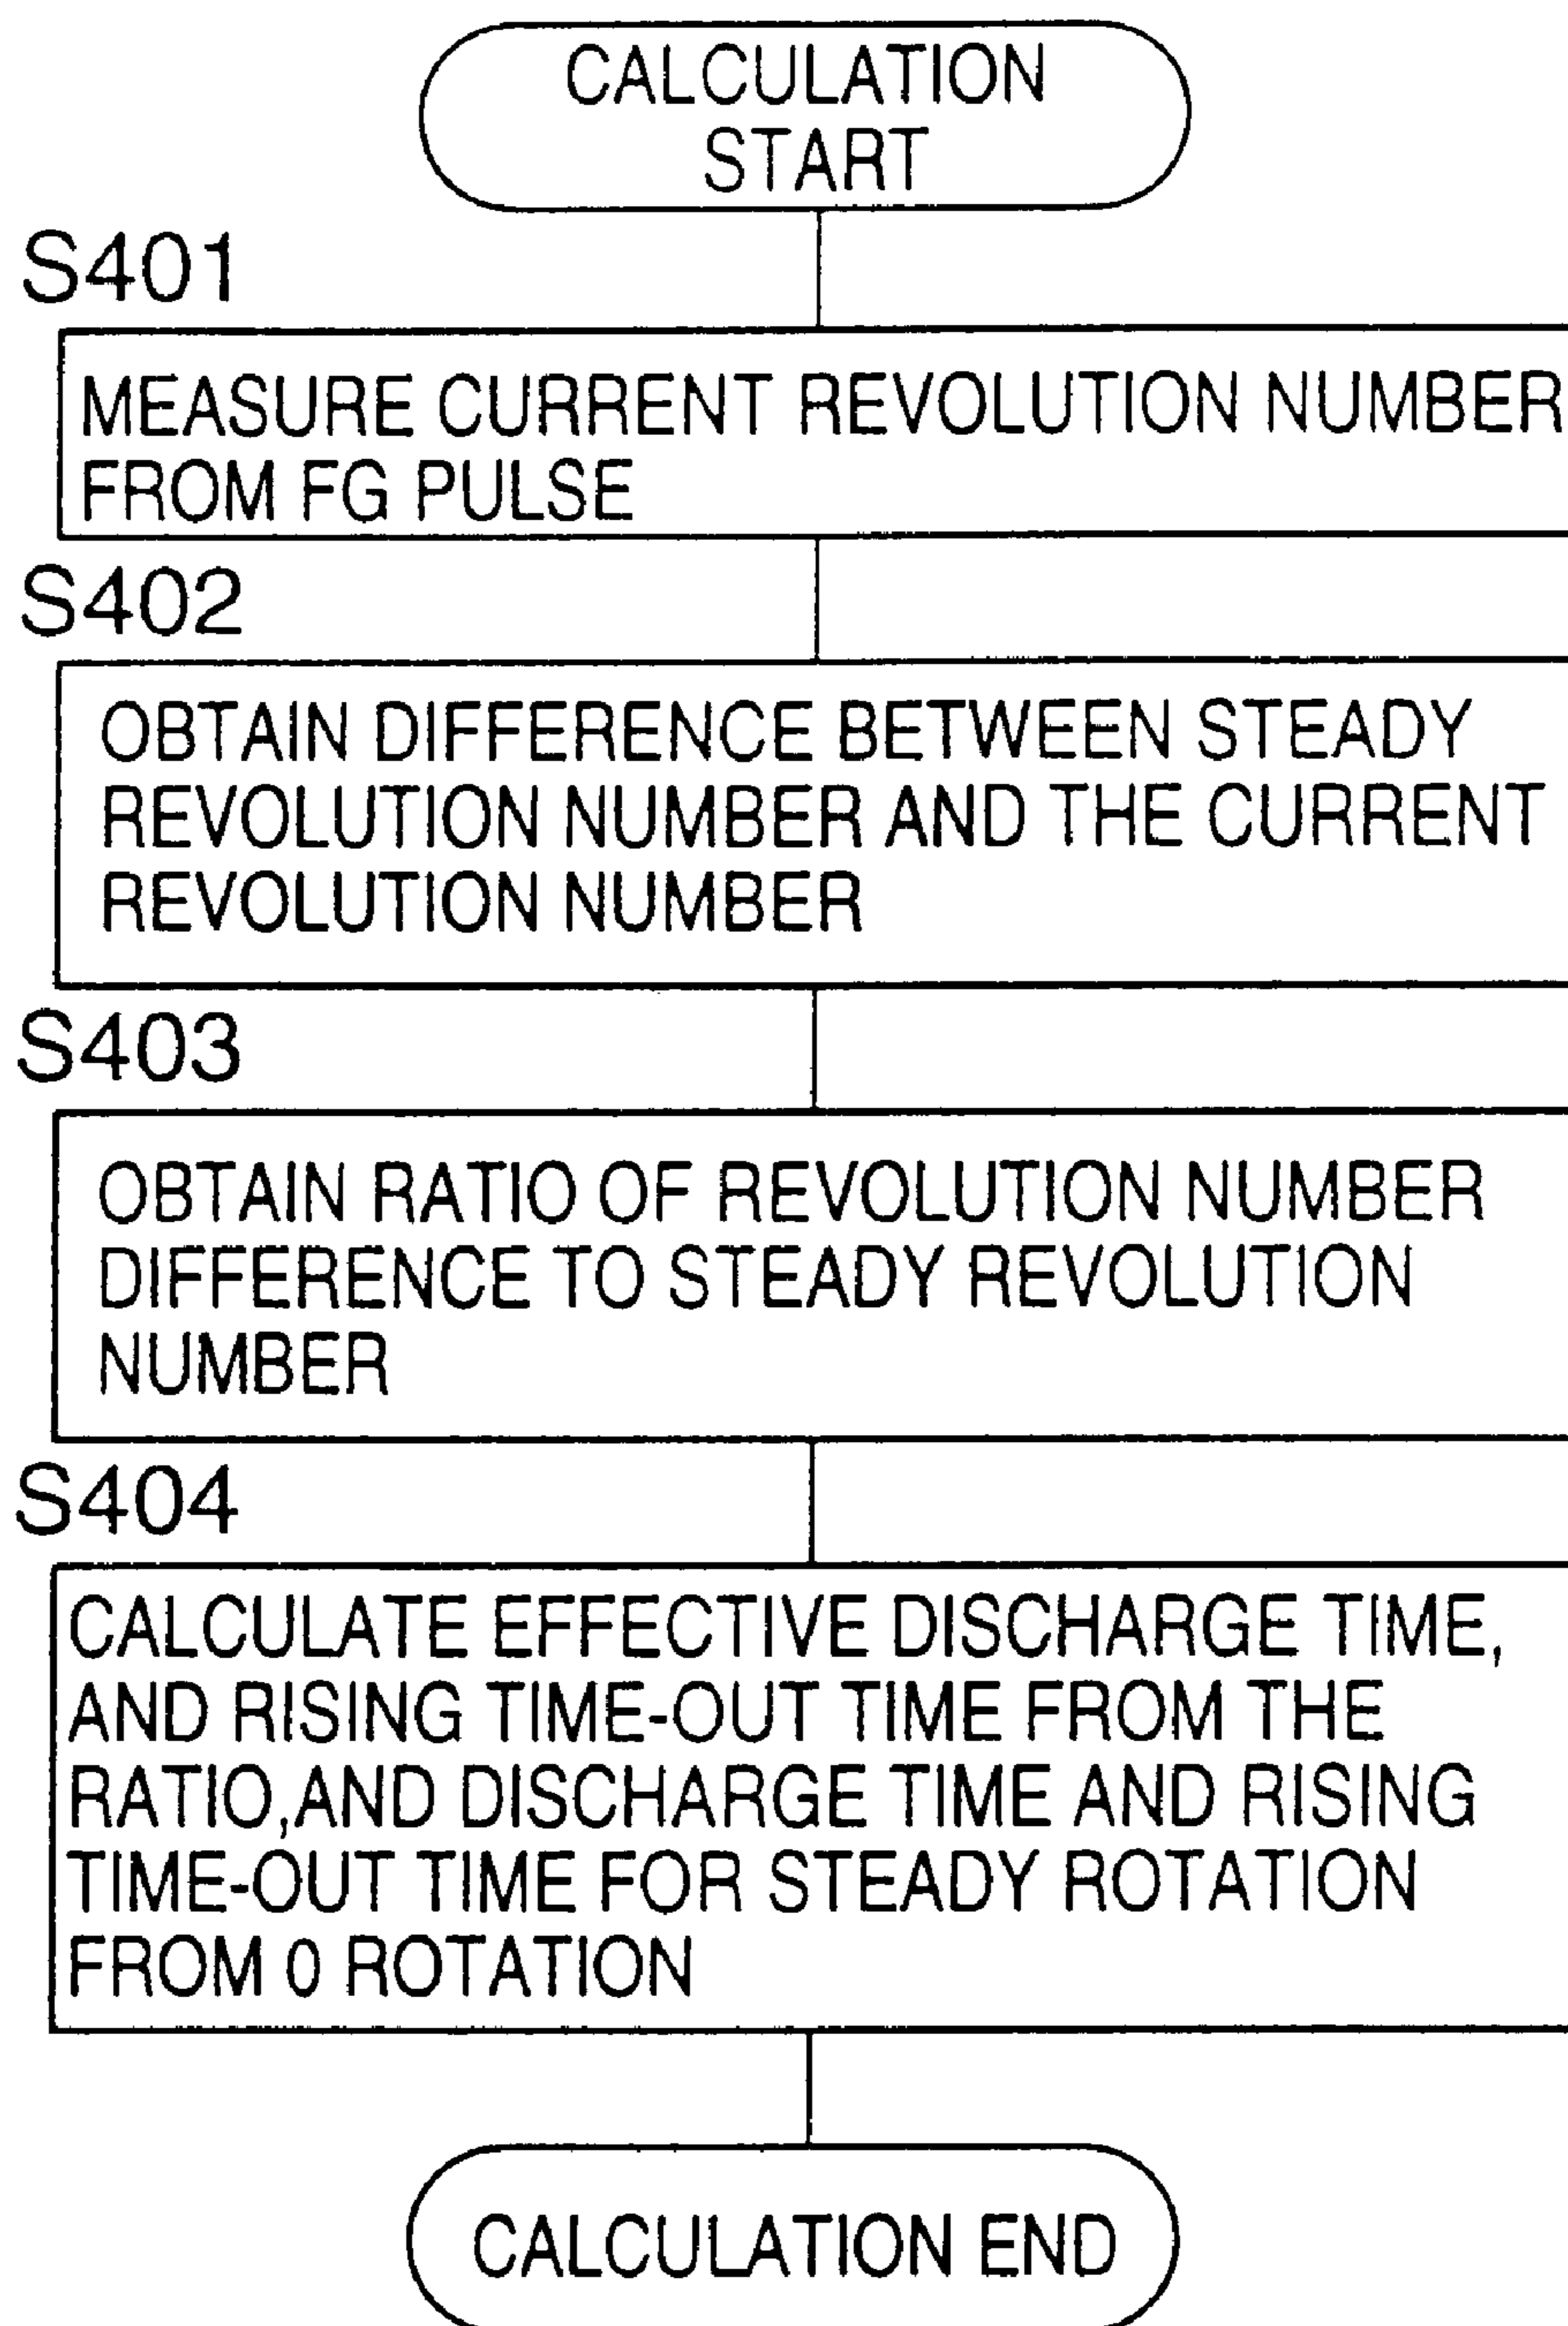 CALCULATION
START
S401
MEASURE CURRENT REVOLUTION NUMBER
FROM FG PULSE
S402
OBTAIN DIFFERENCE BETWEEN STEADY
REVOLUTION NUMBER AND THE CURRENT
REVOLUTION NUMBER
S403
OBTAIN RATIO OF REVOLUTION NUMBER
DIFFERENCE TO STEADY REVOLUTION
NUMBER
S404
CALCULATE EFFECTIVE DISCHARGE TIME,
AND RISING TIME-OUT TIME FROM THE
RATIO,AND DISCHARGE TIME AND RISING
TIME-OUT TIME FOR STEADY ROTATION
FROM 0 ROTATION
CALCULATION END